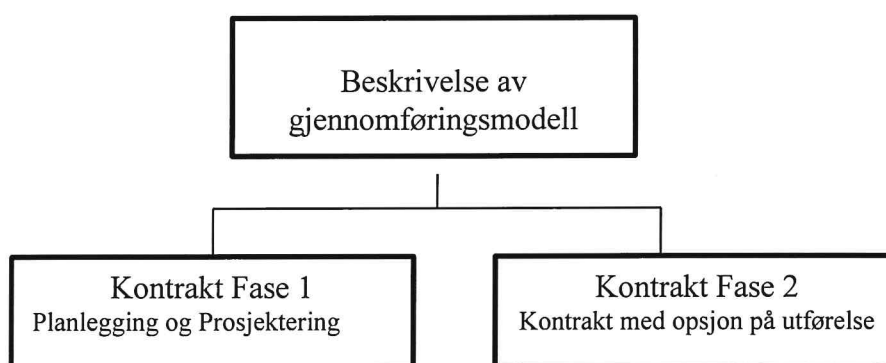 Beskrivelse av
gjennomføringsmodell
Kontrakt Fase 1
Planlegging og Prosjektering
Kontrakt Fase 2
Kontrakt med opsjon på utførelse